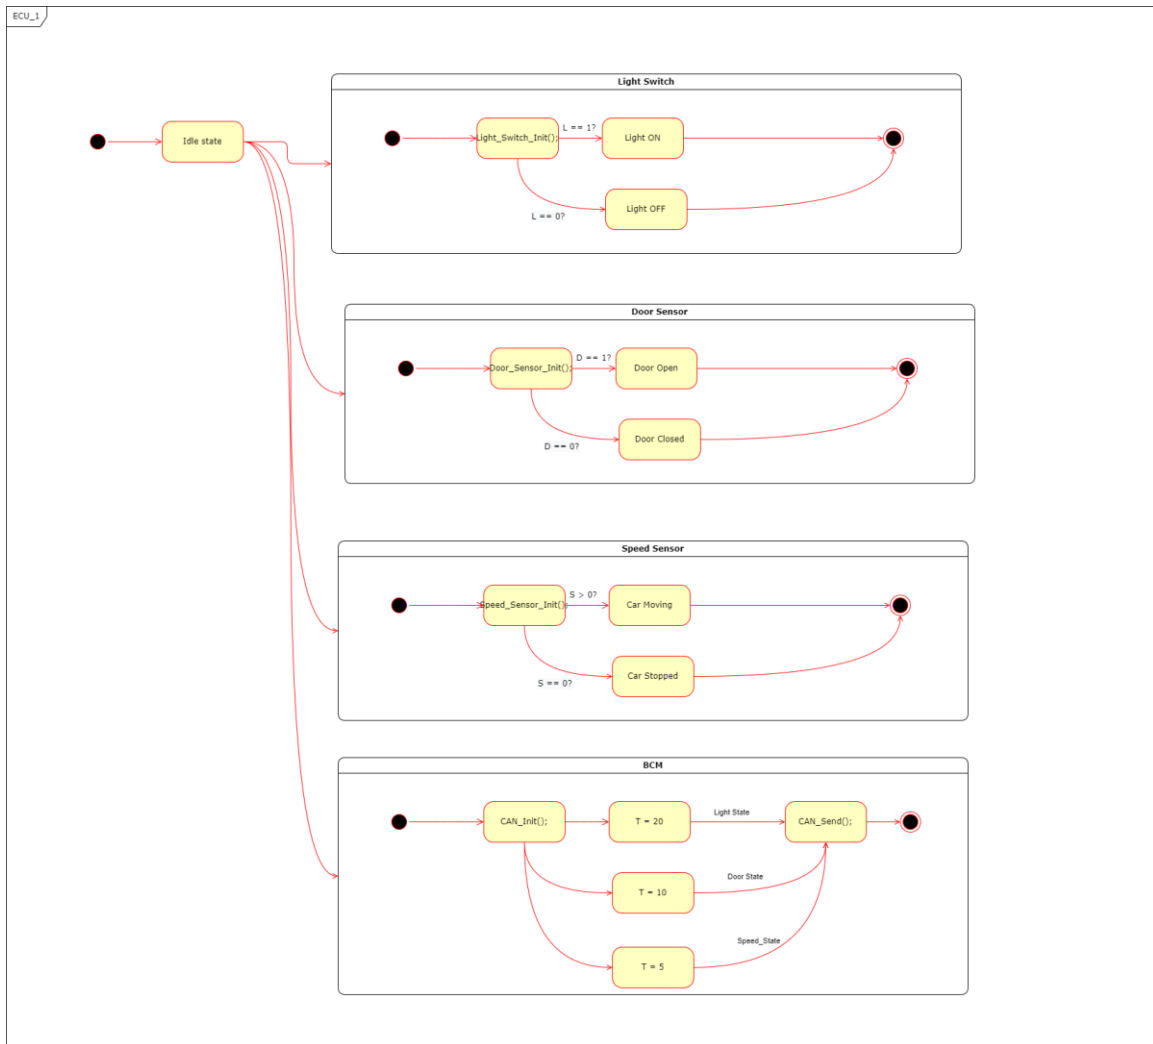 ECU_1
Light Switch
Idle state
Light_Switch_Init();
L == 1?
Light ON
L == 0?
Light OFF
Door Sensor
Door_Sensor_Init();
D == 1?
Door Open
D == 0?
Door Closed
Speed Sensor
Speed_Sensor_Init();
S > 0?
Car Moving
S == 0?
Car Stopped
BCM
CAN_Init();
T = 20
Light State
CAN_Send();
T = 10
Door State
T = 5
Speed_State